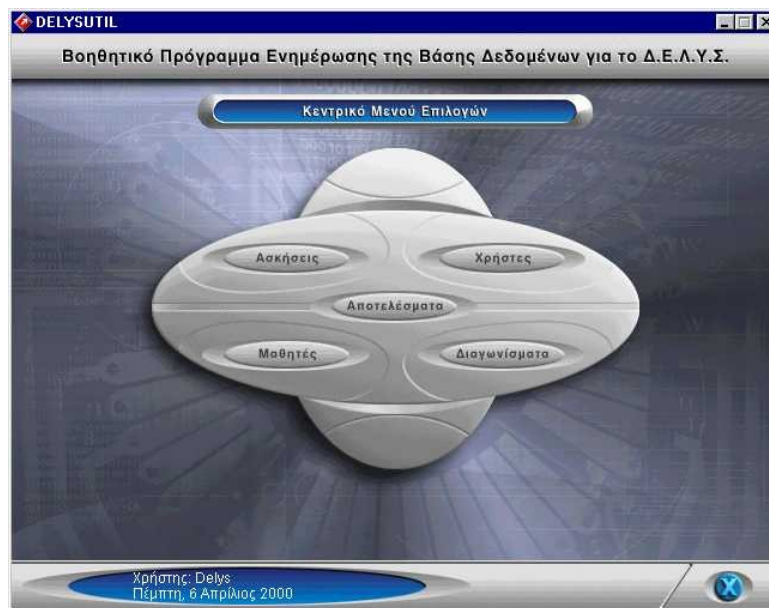 DELYSUTIL
Βοηθητικό Πρόγραμμα Ενημέρωσης της Βάσης Δεδομένων για το Δ.Ε.Λ.Υ.Σ.
Κεντρικό Μενού Επιλογών
Ασκήσεις
Χρήστες
Αποτελέσματα
Μαθητές
Διαγωνίσματα
Χρήστης: Delys
Πέμπτη, 6 Απρίλιος 2000
X